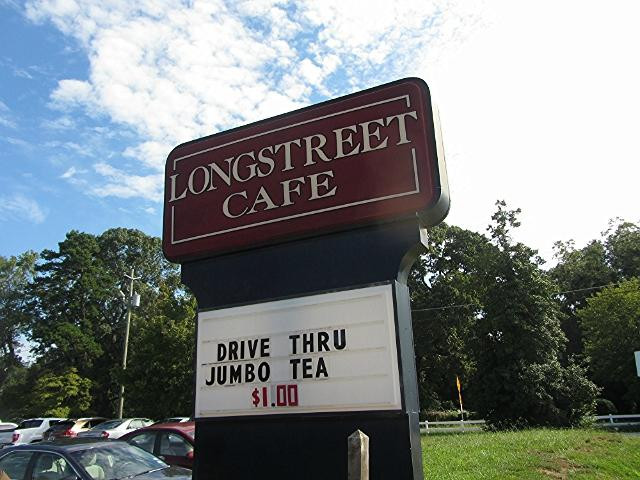 LONGSTREET
CAFE
DRIVE THRU
JUMBO TEA
$1.00